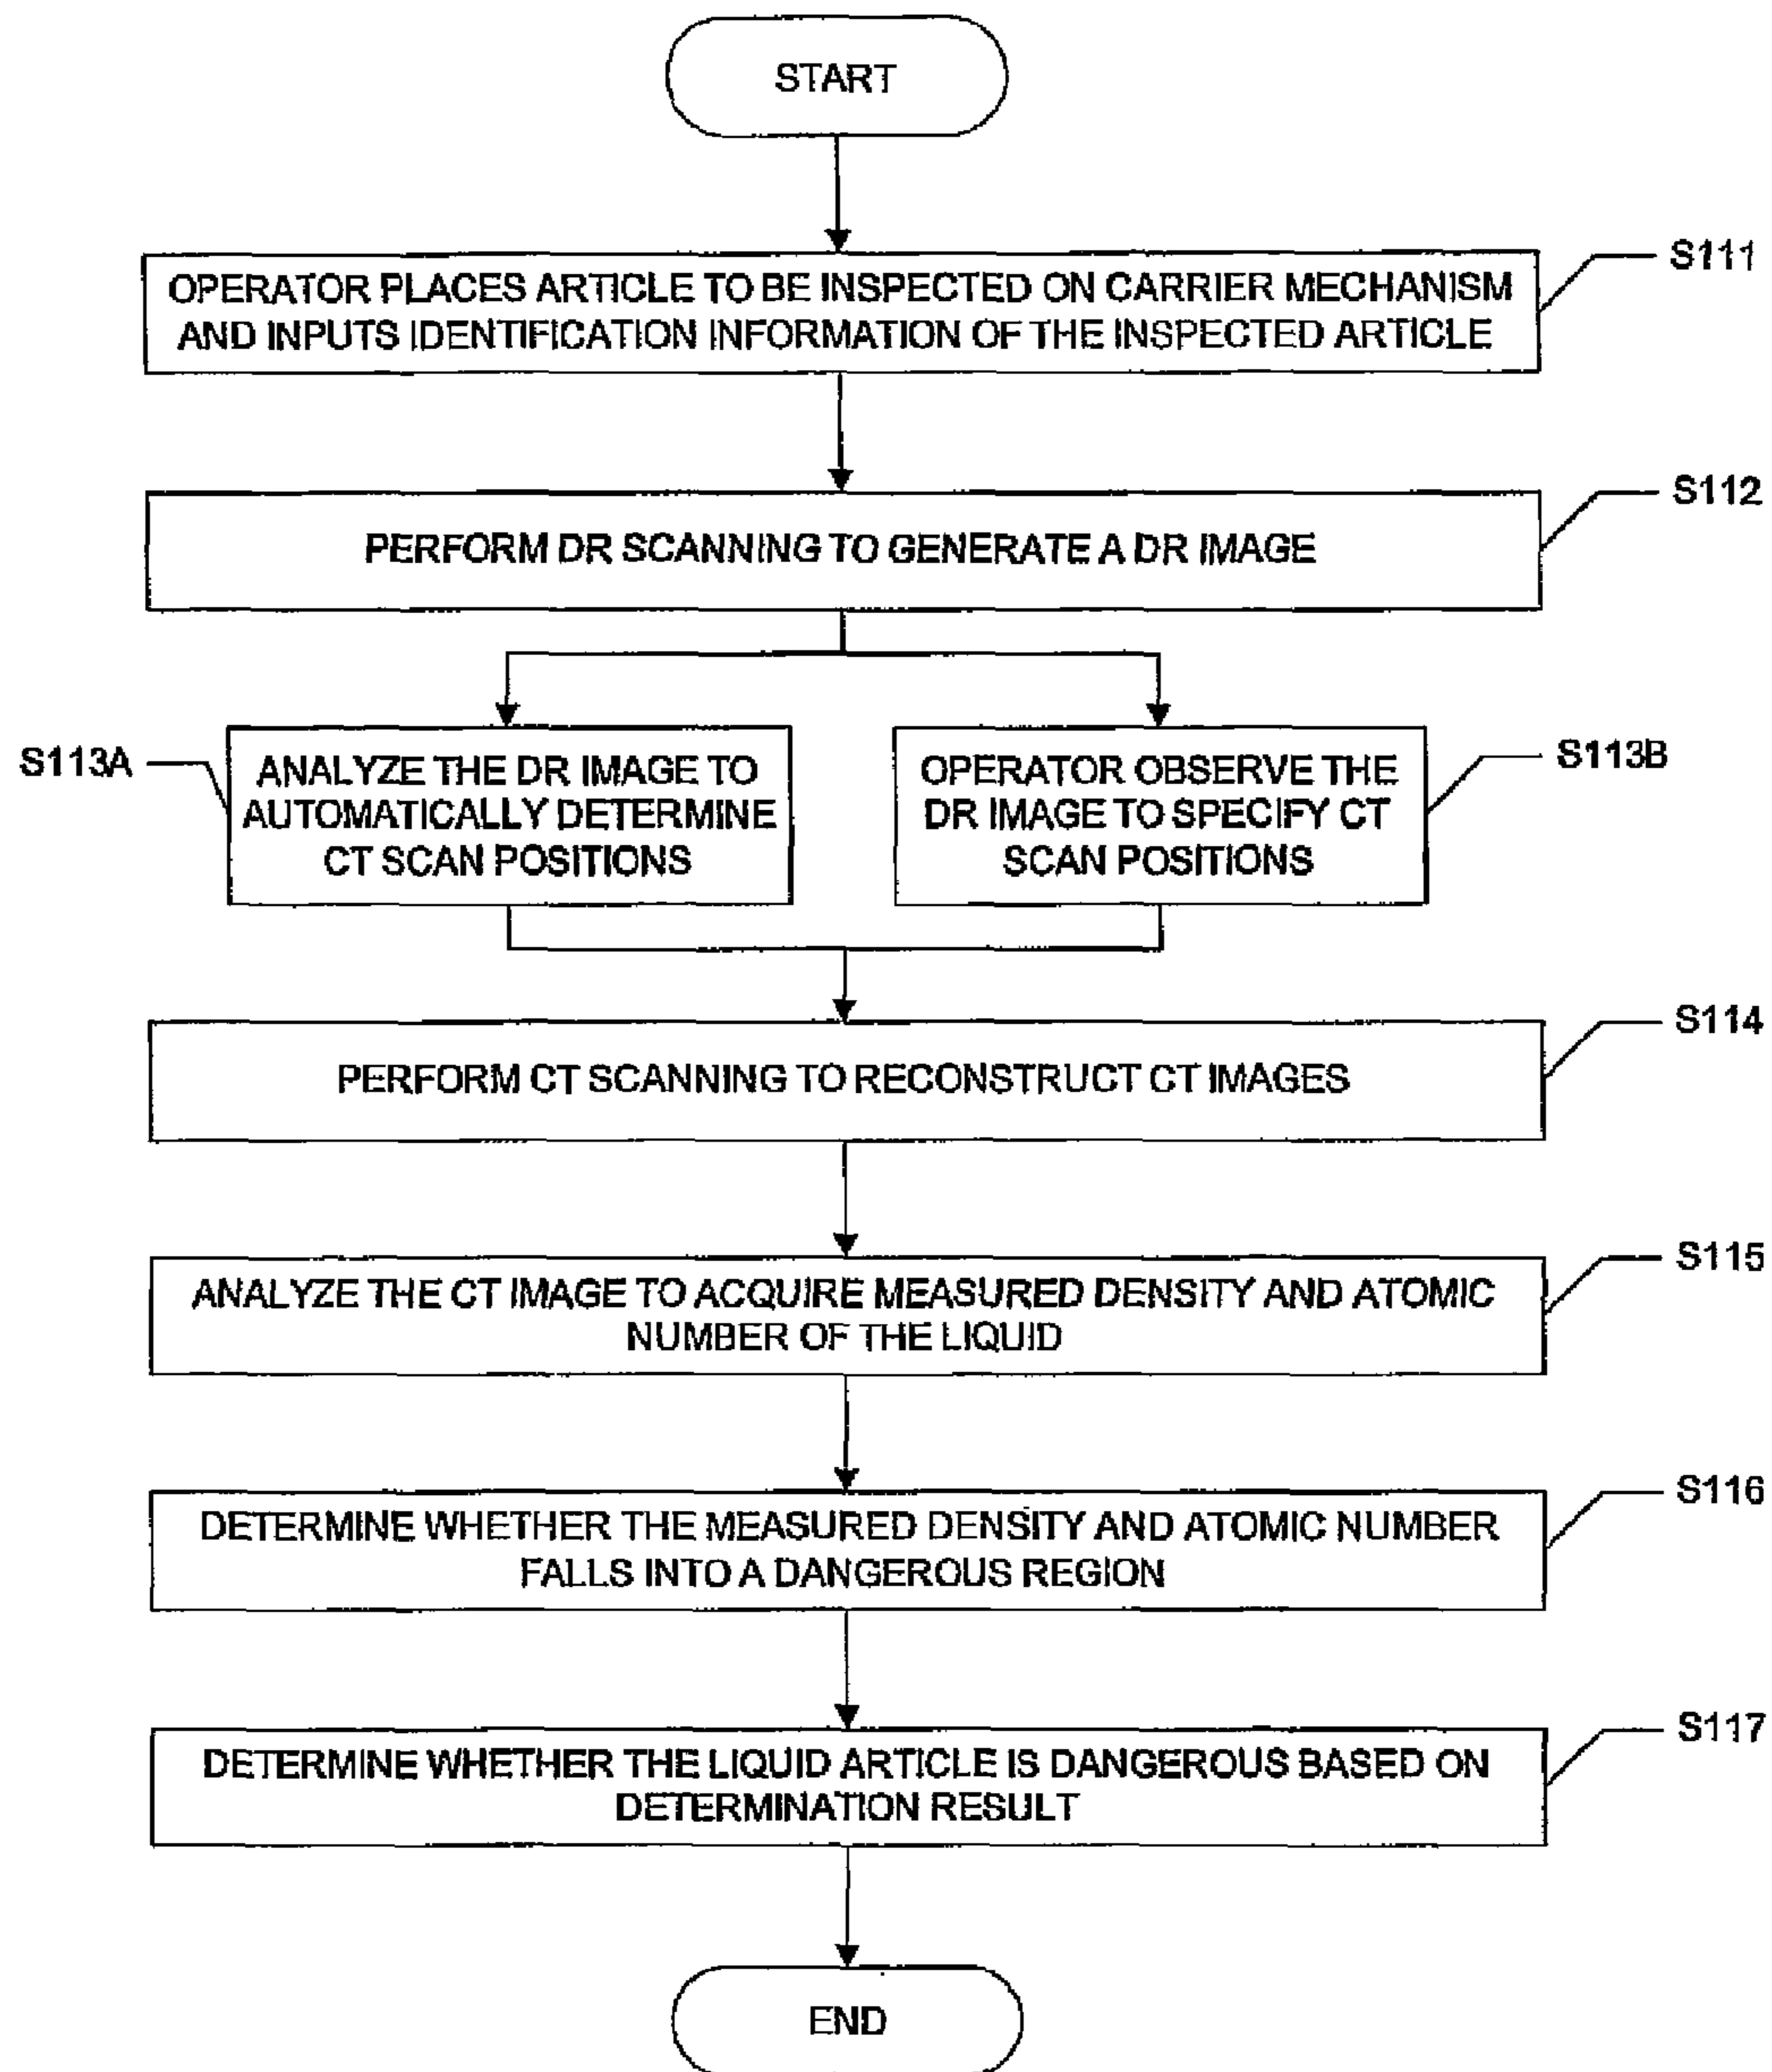 START
S111
OPERATOR PLACES ARTICLE TO BE INSPECTED ON CARRIER MECHANISM
AND INPUTS IDENTIFICATION INFORMATION OF THE INSPECTED ARTICLE
S112
PERFORM DR SCANNING TO GENERATE A DR IMAGE
S113A
ANALYZE THE DR IMAGE TO
AUTOMATICALLY DETERMINE
CT SCAN POSITIONS
S113B
OPERATOR OBSERVE THE
DR IMAGE TO SPECIFY CT
SCAN POSITIONS
S114
PERFORM CT SCANNING TO RECONSTRUCT CT IMAGES
S115
ANALYZE THE CT IMAGE TO ACQUIRE MEASURED DENSITY AND ATOMIC
NUMBER OF THE LIQUID
S116
DETERMINE WHETHER THE MEASURED DENSITY AND ATOMIC NUMBER
FALLS INTO A DANGEROUS REGION
S117
DETERMINE WHETHER THE LIQUID ARTICLE IS DANGEROUS BASED ON
DETERMINATION RESULT
END